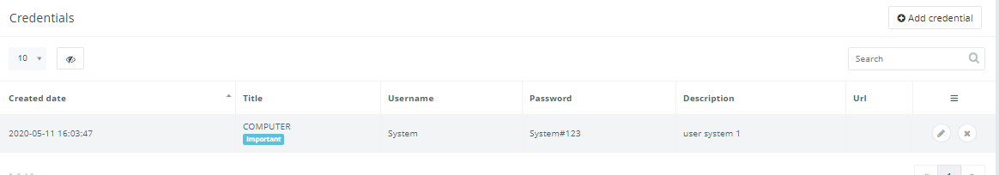 Credentials
Add credential
10
Search
Created date Title Username Password Description Url
2020-05-11 16:03:47 COMPUTER System System#123 user system 1
Important
1